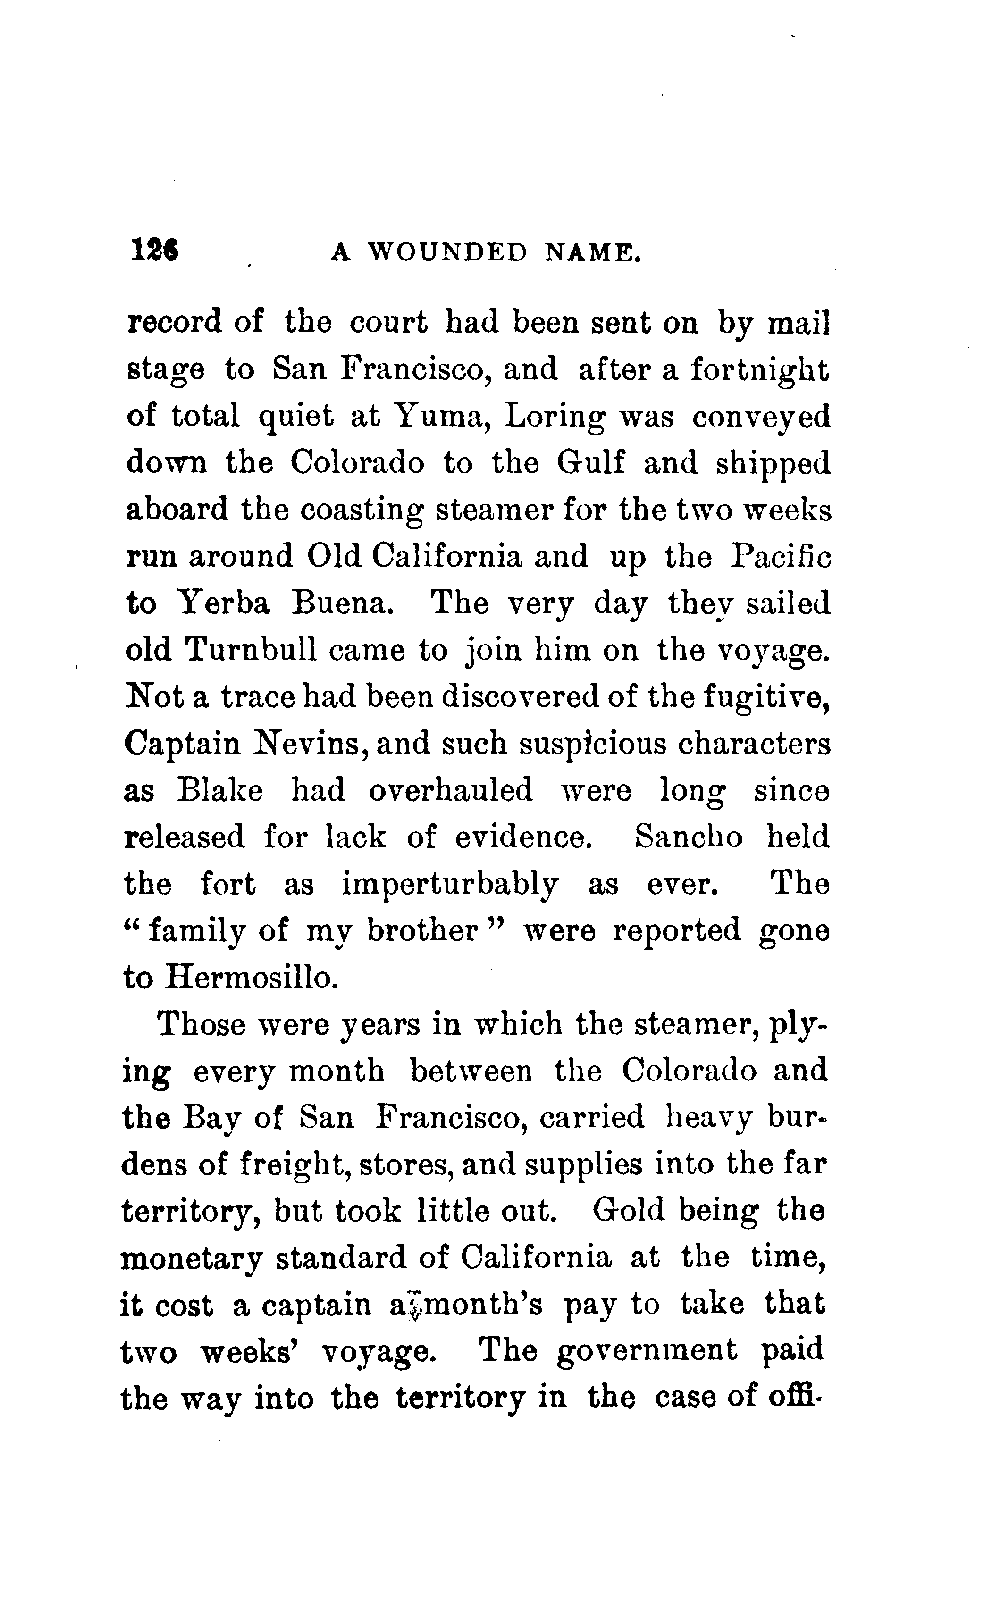 126 A WOUNDED NAME.
record of the court had been sent on by mail
stage to San Francisco, and after a fortnight
of total quiet at Yuma, Loring was conveyed
down the Colorado to the Gulf and shipped
aboard the coasting steamer for the two weeks
run around Old California and up the Pacific
to Yerba Buena. The very day they sailed
old Turnbull came to join him on the voyage.
Not a trace had been discovered of the fugitive,
Captain Nevins, and such suspicious characters
as Blake had overhauled were long since
released for lack of evidence. Sancho held
the fort as imperturbably as ever. The
“family of my brother” were reported gone
to Hermosillo.
Those were years in which the steamer, ply-
ing every month between the Colorado and
the Bay of San Francisco, carried heavy bur-
dens of freight, stores, and supplies into the far
territory, but took little out. Gold being the
monetary standard of California at the time,
it cost a captain a month's pay to take that
two weeks' voyage. The government paid
the way into the territory in the case of offi-